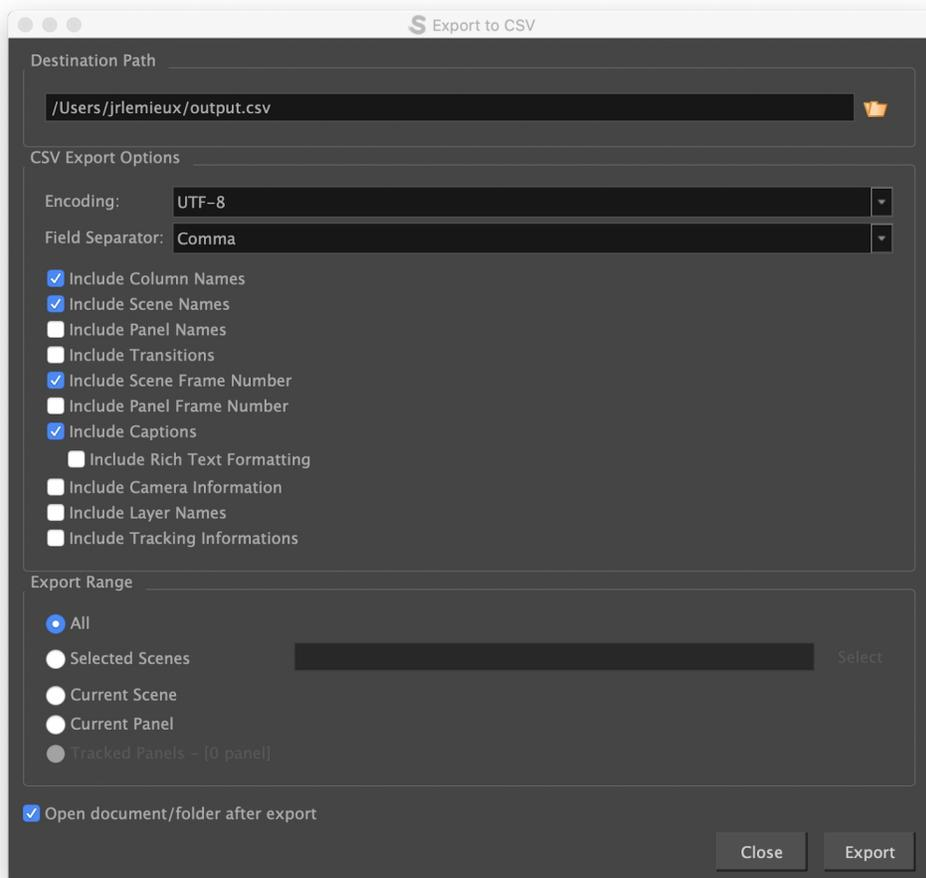 Export to CSV
Destination Path
/Users/jrlemieux/output.csv
CSV Export Options
Encoding: UTF-8
Field Separator: Comma
Include Column Names
Include Scene Names
Include Panel Names
Include Transitions
Include Scene Frame Number
Include Panel Frame Number
Include Captions
Include Rich Text Formatting
Include Camera Information
Include Layer Names
Include Tracking Informations
Export Range
All
Selected Scenes Select
Current Scene
Current Panel
Tracked Panels - [0 panel]
Open document/folder after export
Close Export